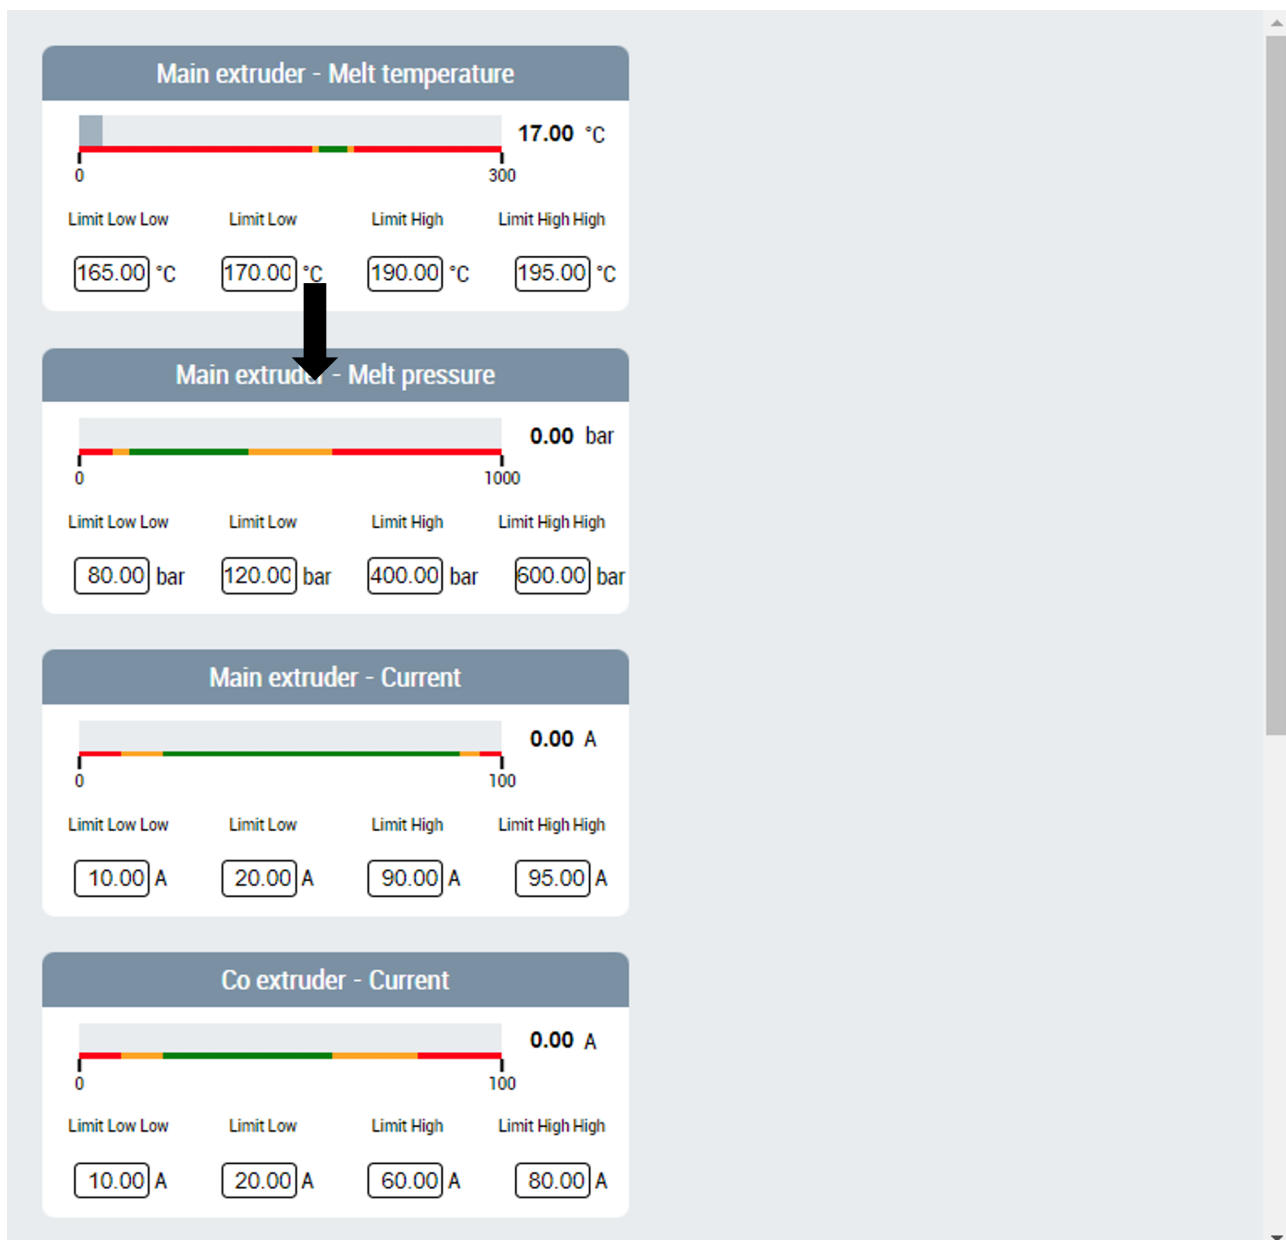 Main extruder - Melt temperature
17.00 °C
0 300
Limit Low Low Limit Low Limit High Limit High High
165.00 °C 170.00 °C 190.00 °C 195.00 °C
Main extruder - Melt pressure
0.00 bar
0 1000
Limit Low Low Limit Low Limit High Limit High High
80.00 bar 120.00 bar 400.00 bar 600.00 bar
Main extruder - Current
0.00 A
0 100
Limit Low Low Limit Low Limit High Limit High High
10.00 A 20.00 A 90.00 A 95.00 A
Co extruder - Current
0.00 A
0 100
Limit Low Low Limit Low Limit High Limit High High
10.00 A 20.00 A 60.00 A 80.00 A